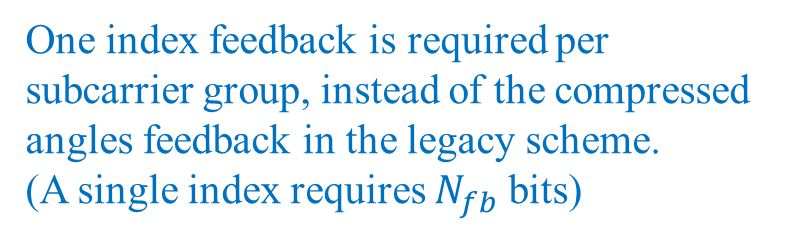 One index feedback is required per
subcarrier group, instead of the compressed
angles feedback in the legacy scheme.
(A single index requires 𝑁𝑓𝑏 bits)